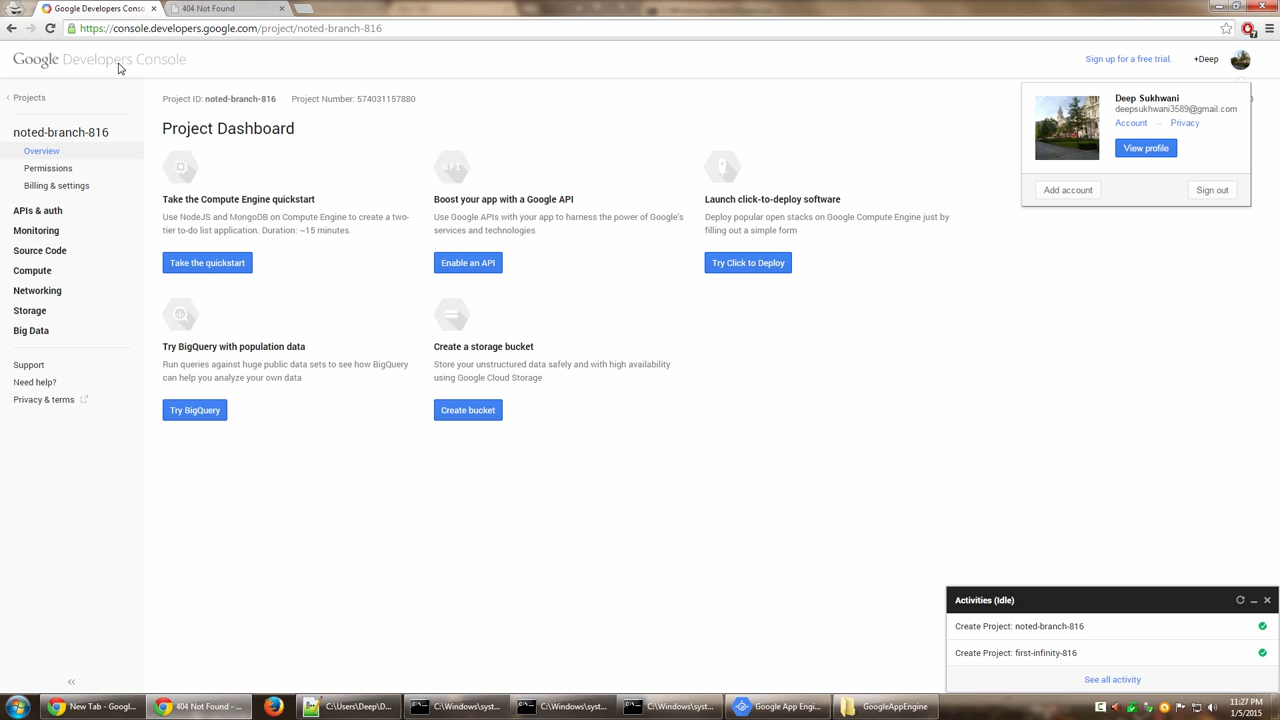 Google Developers Conso
404 Not Found
https://console.developers.google.com/project/noted-branch-816
Google Developers Console
Sign up for a free trial.
+Deep
Projects
Project ID: noted-branch-816 Project Number: 574031157880
Deep Sukhwani
deepsukhwani3589@gmail.com
Account – Privacy
View profile
Add account
Sign out
noted-branch-816
Overview
Permissions
Billing & settings
APIs & auth
Monitoring
Source Code
Compute
Networking
Storage
Big Data
Support
Need help?
Privacy & terms
Project Dashboard
Take the Compute Engine quickstart
Use NodeJS and MongoDB on Compute Engine to create a two-
tier to-do list application. Duration: ~15 minutes.
Take the quickstart
API
Boost your app with a Google API
Use Google APIs with your app to harness the power of Google's
services and technologies
Enable an API
Launch click-to-deploy software
Deploy popular open stacks on Google Compute Engine just by
filling out a simple form
Try Click to Deploy
Try BigQuery with population data
Run queries against huge public data sets to see how BigQuery
can help you analyze your own data
Try BigQuery
Create a storage bucket
Store your unstructured data safely and with high availability
using Google Cloud Storage
Create bucket
Activities (Idle)
Create Project: noted-branch-816
Create Project: first-infinity-816
See all activity
New Tab - Googl...
404 Not Found - ...
C:\Users\Deep\D...
C:\Windows\syst...
C:\Windows\syst...
C:\Windows\syst...
Google App Engi...
GoogleAppEngine
11:27 PM
1/5/2015